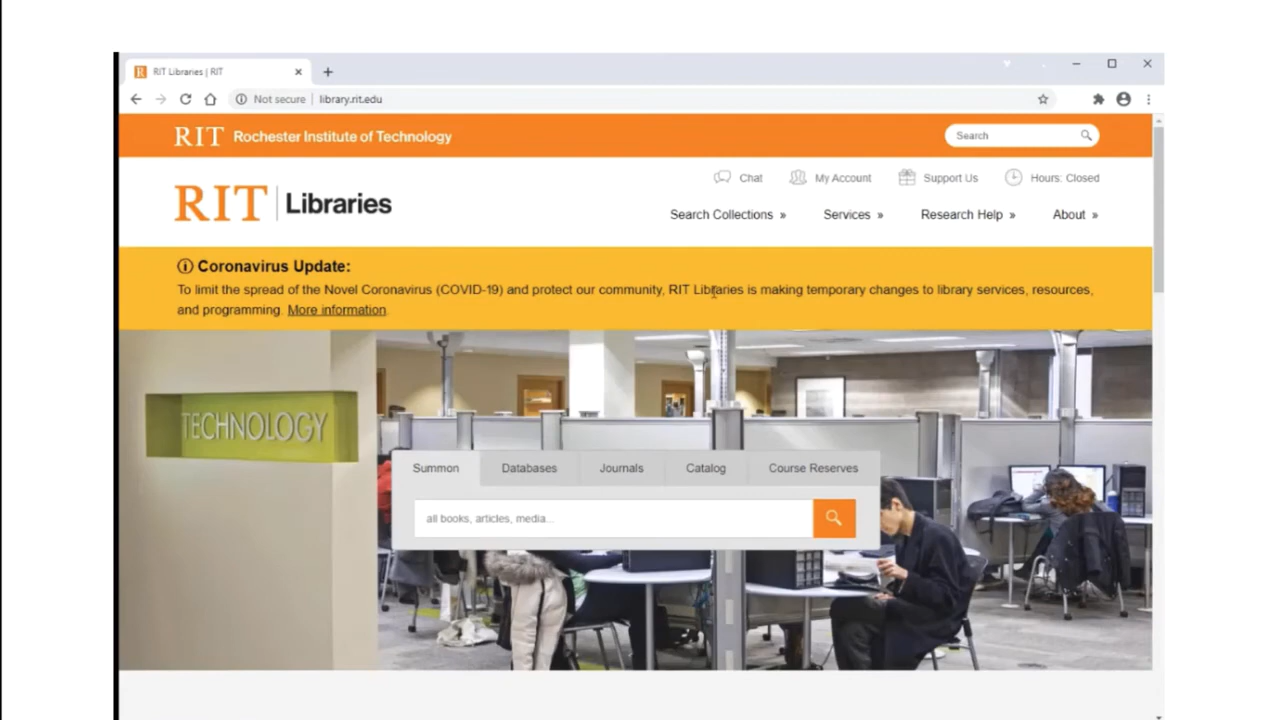 RIT Libraries | RIT
Not secure | library.rit.edu
RIT Rochester Institute of Technology
Search
Chat
My Account
Support Us
Hours: Closed
RIT | Libraries
Search Collections »
Services »
Research Help »
About »
Coronavirus Update:
To limit the spread of the Novel Coronavirus (COVID-19) and protect our community, RIT Libraries is making temporary changes to library services, resources,
and programming. More information.
TECHNOLOGY
Summon
Databases
Journals
Catalog
Course Reserves
all books, articles, media...